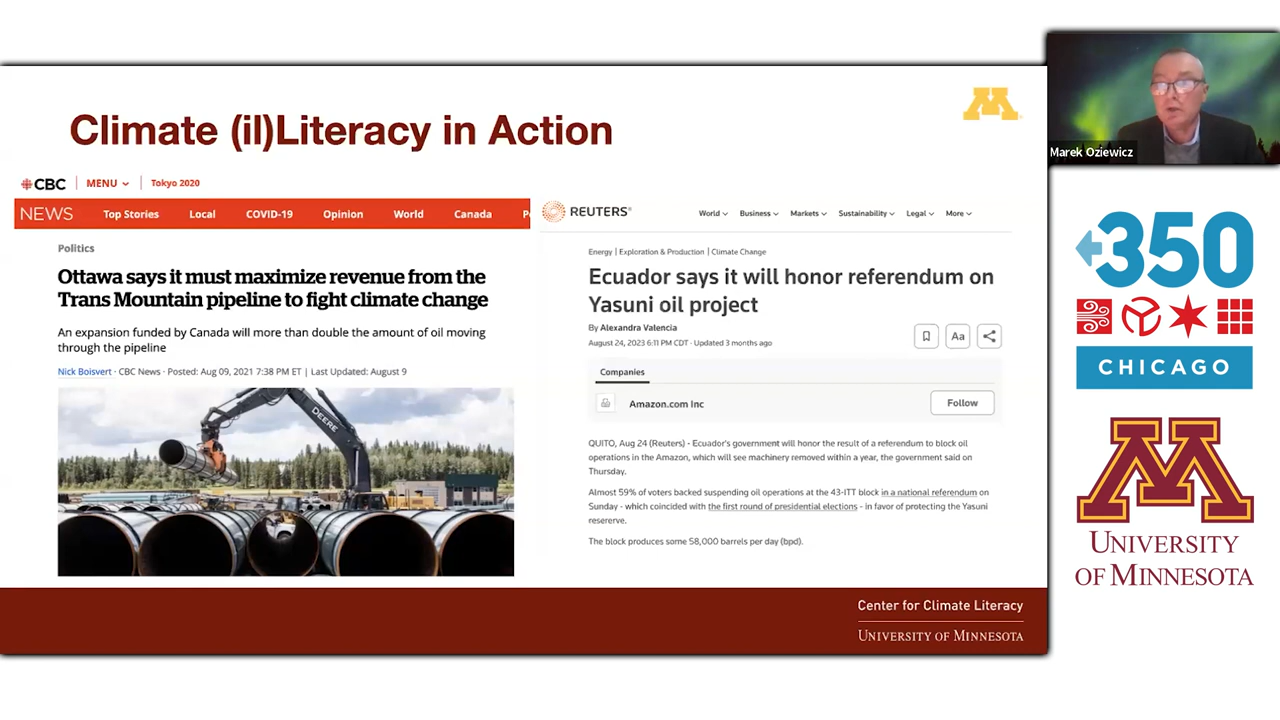 Climate (il)Literacy in Action
M
CBC
MENU
Tokyo 2020
NEWS
Top Stories
Local
COVID-19
Opinion
World
Canada
Politics
Ottawa says it must maximize revenue from the
Trans Mountain pipeline to fight climate change
An expansion funded by Canada will more than double the amount of oil moving
through the pipeline
Nick Boisvert · CBC News · Posted: Aug 09, 2021 7:38 PM ET | Last Updated: August 9
DEERE
REUTERS®
World
Business
Markets
Sustainability
Legal
More
Energy | Exploration & Production | Climate Change
Ecuador says it will honor referendum on
Yasuni oil project
By Alexandra Valencia
August 24, 2023 6:11 PM CDT · Updated 3 months ago
Aa
Companies
Amazon.com Inc
Follow
QUITO, Aug 24 (Reuters) - Ecuador's government will honor the result of a referendum to block oil
operations in the Amazon, which will see machinery removed within a year, the government said on
Thursday.
Almost 59% of voters backed suspending oil operations at the 43-ITT block in a national referendum on
Sunday - which coincided with the first round of presidential elections - in favor of protecting the Yasuni
resererve.
The block produces some 58,000 barrels per day (bpd).
Center for Climate Literacy
UNIVERSITY OF MINNESOTA
Marek Oziewicz
350
CHICAGO
M
UNIVERSITY
OF MINNESOTA